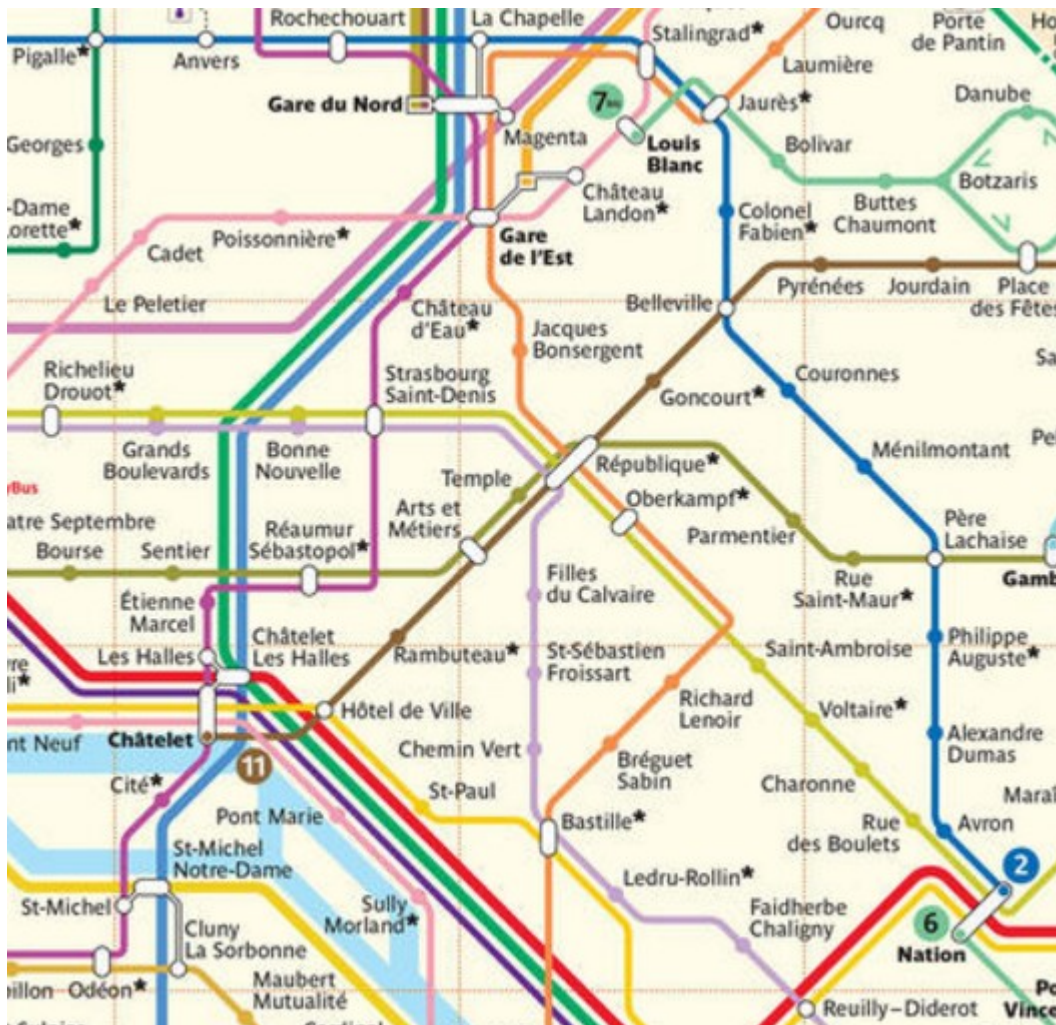 Rochechouart
La Chapelle
Stalingrad*
Ourcq
Porte
de Pantin
Pigalle*
Anvers
Laumière
Gare du Nord
7bis
Jaurès*
Danube
Magenta
Louis
Blanc
Bolivar
Georges
Botzaris
-Dame
Lorette*
Château
Landon*
Colonel
Fabien*
Buttes
Chaumont
Cadet
Poissonnière*
Gare
de l'Est
Le Peletier
Château
d'Eau*
Belleville
Pyrénées
Jourdain
Place
des Fêtes
Jacques
Bonsergent
Richelieu
Drouot*
Strasbourg
Saint-Denis
Couronnes
Goncourt*
Grands
Boulevards
Bonne
Nouvelle
Ménilmontant
Temple
République*
Oberkampf*
yBus
atre Septembre
Arts et
Métiers
Parmentier
Père
Lachaise
Bourse
Sentier
Réaumur
Sébastopol*
Rue
Saint-Maur*
Gamb
Étienne
Marcel
Filles
du Calvaire
Les Halles
Châtelet
Les Halles
Rambuteau*
St-Sébastien
Froissart
Saint-Ambroise
Philippe
Auguste*
Richard
Lenoir
Voltaire*
Hôtel de Ville
nt Neuf
Châtelet
11
Chemin Vert
Bréguet
Sabin
Alexandre
Dumas
Cité*
St-Paul
Charonne
Maraî
Pont Marie
Bastille*
Rue
des Boulets
Avron
St-Michel
Notre-Dame
2
Ledru-Rollin*
St-Michel
Sully
Morland*
Faidherbe
Chaligny
6
Nation
Cluny
La Sorbonne
billon
Odéon*
Maubert
Mutualité
Reuilly–Diderot
Po
Vince